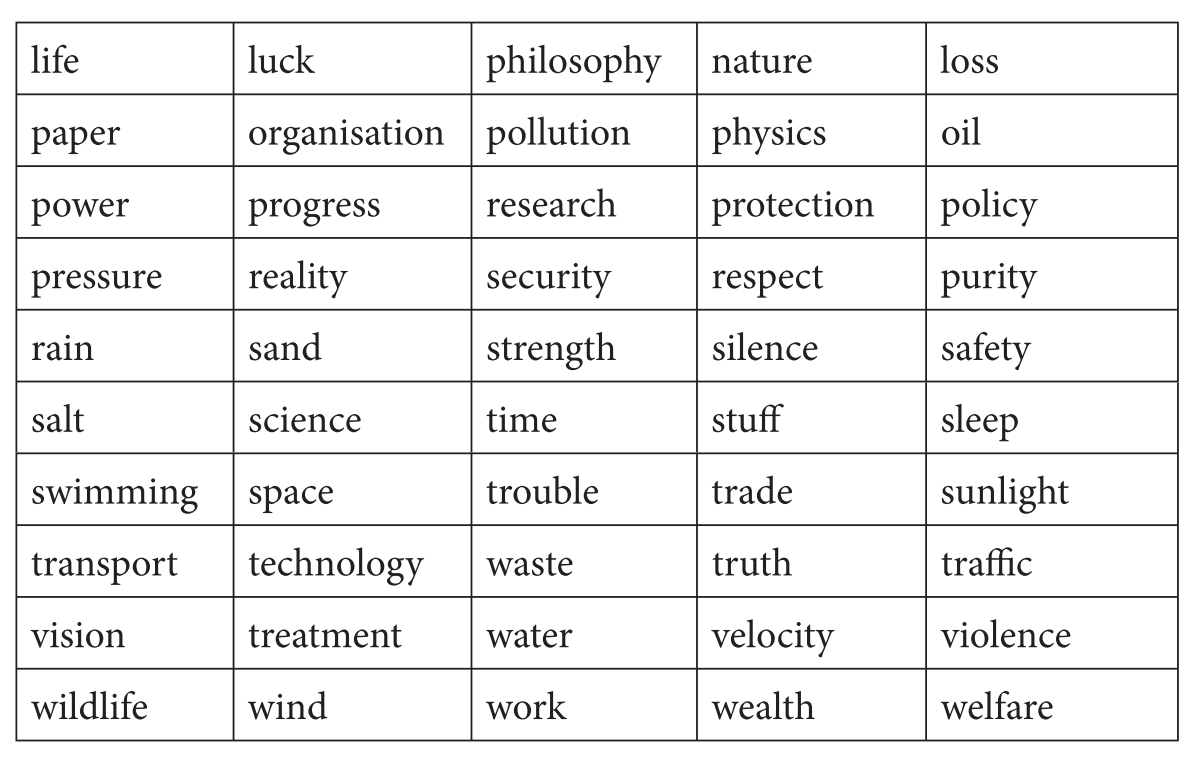 life luck philosophy nature loss
paper organisation pollution physics oil
power progress research protection policy
pressure reality security respect purity
rain sand strength silence safety
salt science time stuff sleep
swimming space trouble trade sunlight
transport technology waste truth traffic
vision treatment water velocity violence
wildlife wind work wealth welfare